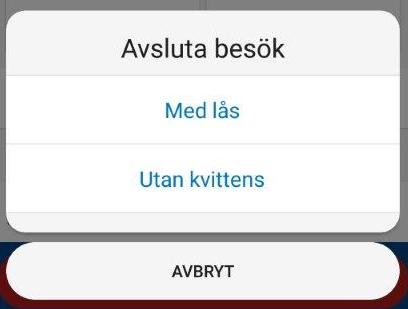 Avsluta besök
Med lås
Utan kvittens
AVBRYT